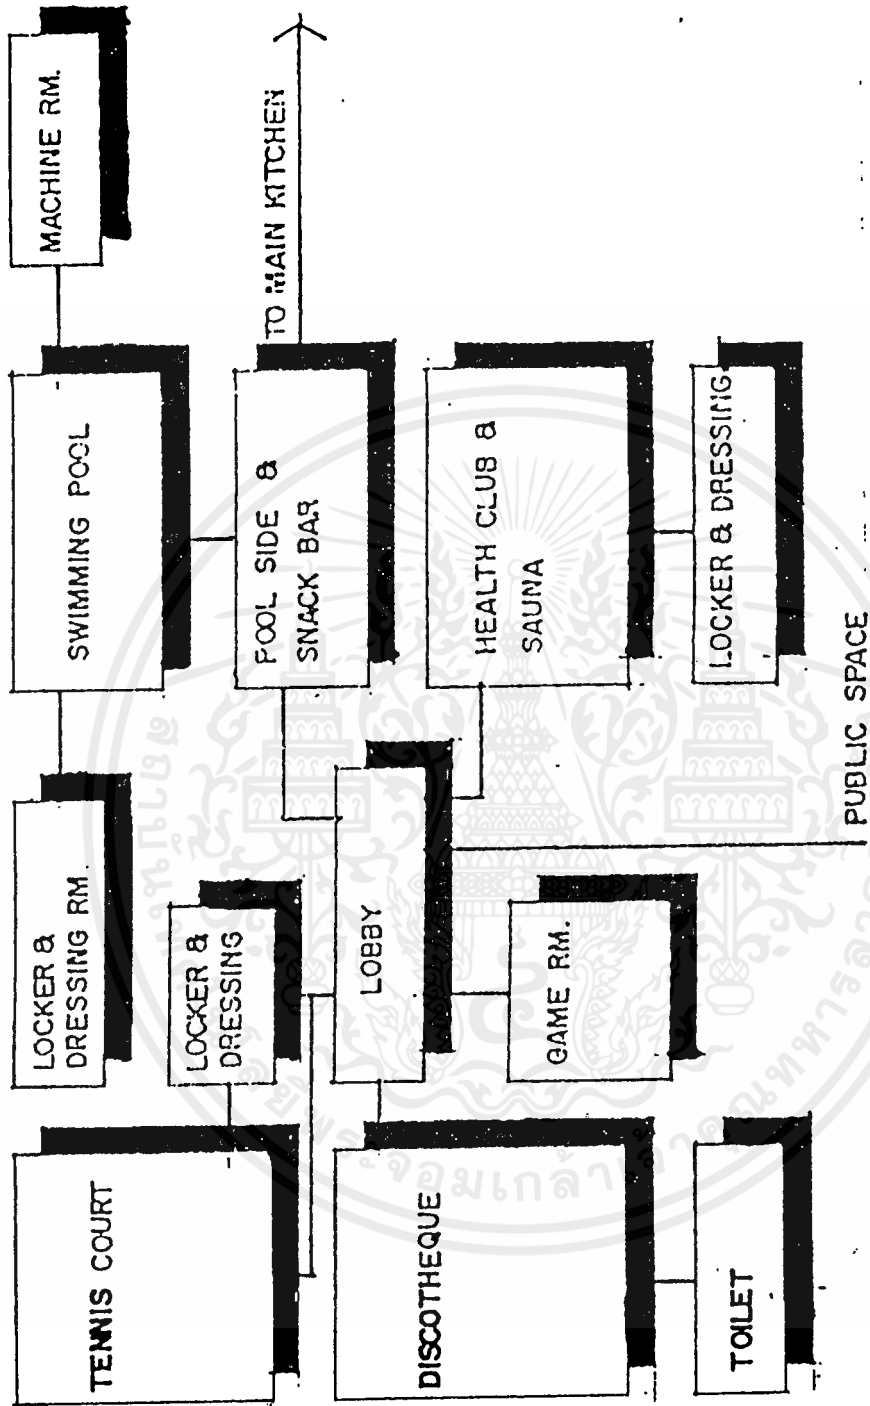 TENNIS COURT
LOCKER &
DRESSING RM
SWIMMING POOL
MACHINE RM.
LOCKER &
DRESSING
POOL SIDE &
SNACK BAR
TO MAIN KITCHEN
LOBBY
DISCOTHEQUE
GAME RM.
HEALTH CLUB &
SAUNA
TOILET
LOCKER & DRESSING
PUBLIC SPACE